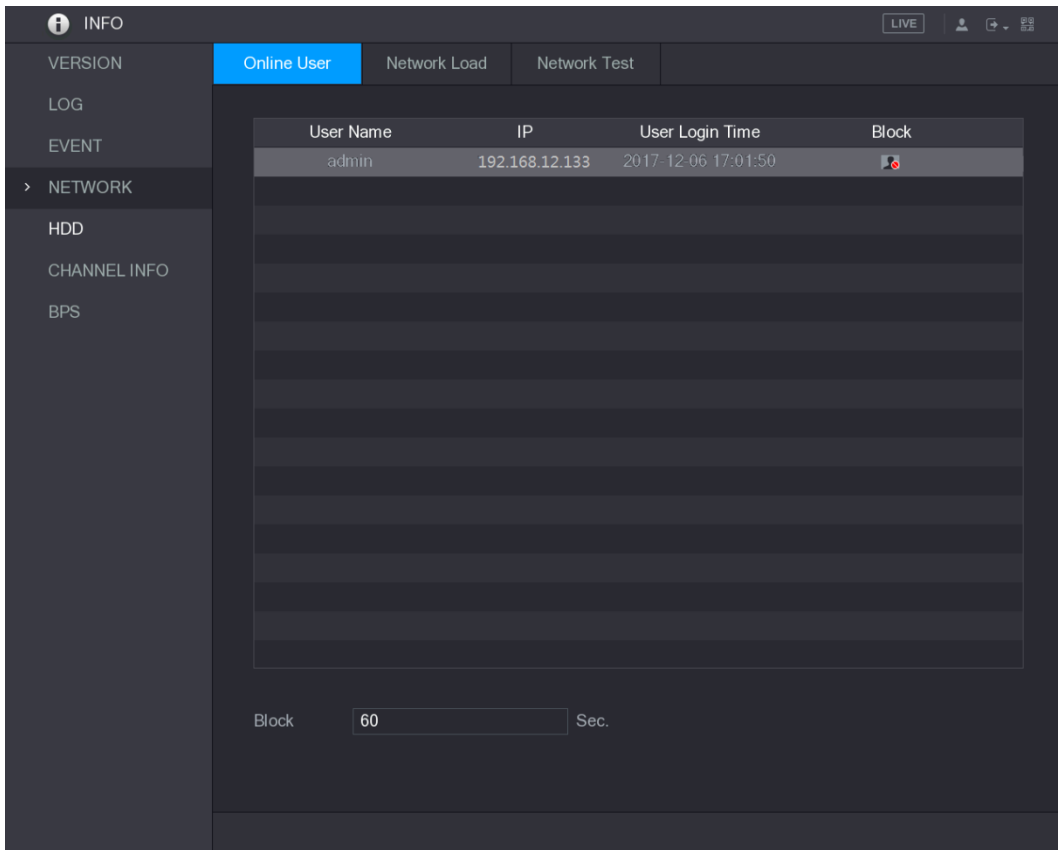 INFO
LIVE
VERSION
LOG
EVENT
NETWORK
HDD
CHANNEL INFO
BPS
Online User Network Load Network Test
User Name IP User Login Time Block
admin 192.168.12.133 2017-12-06 17:01:50
Block 60 Sec.